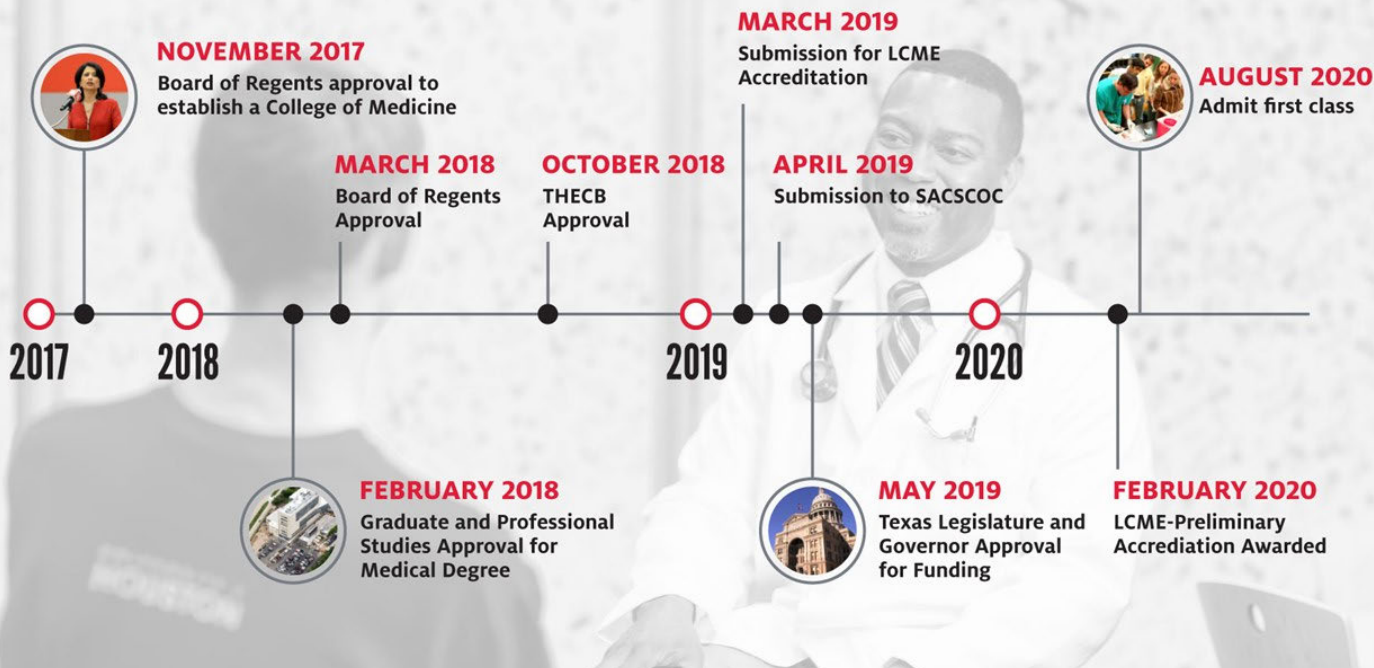 NOVEMBER 2017
Board of Regents approval to
establish a College of Medicine
MARCH 2018
Board of Regents
Approval
OCTOBER 2018
THECB
Approval
MARCH 2019
Submission for LCME
Accreditation
APRIL 2019
Submission to SACSCOC
AUGUST 2020
Admit first class
2017
2018
2019
2020
FEBRUARY 2018
Graduate and Professional
Studies Approval for
Medical Degree
MAY 2019
Texas Legislature and
Governor Approval
for Funding
FEBRUARY 2020
LCME-Preliminary
Accrediation Awarded
HOUSTON